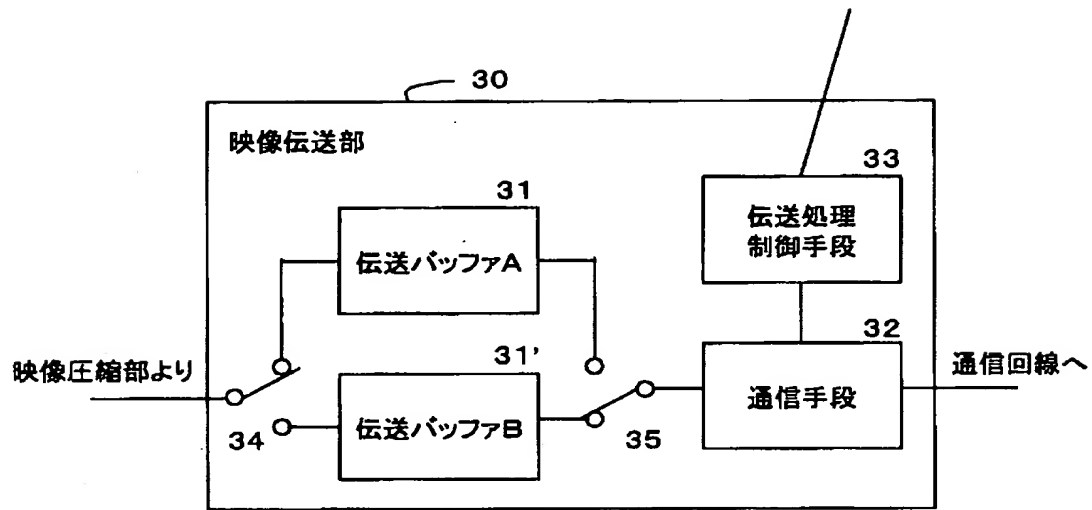 30
映像伝送部
33
31
伝送処理
制御手段
伝送バッファA
32
映像圧縮部より
31'
通信回線へ
通信手段
34
伝送バッファB
35